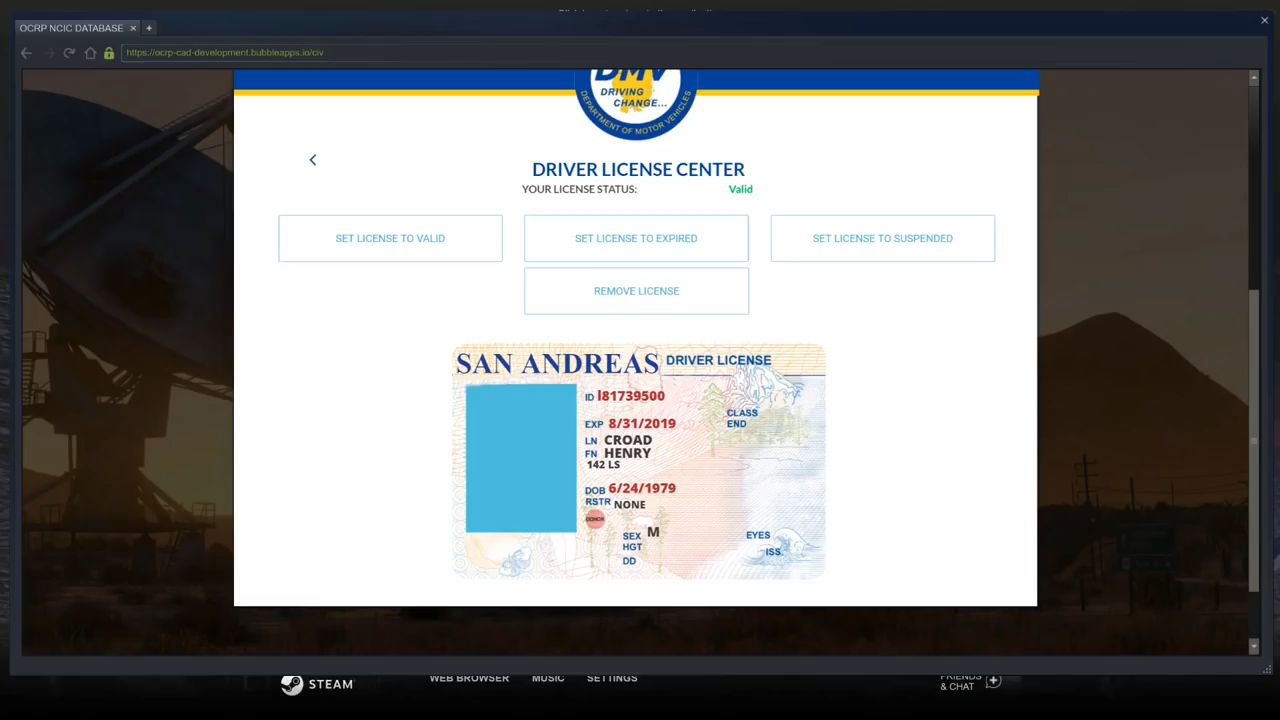 OCRP NCIC DATABASE
https://ocrp-cad-development.bubbleapps.io/civ
DMV
DRIVING
CHANGE...
DEPARTMENT OF MOTOR VEHICLES
DRIVER LICENSE CENTER
YOUR LICENSE STATUS: Valid
SET LICENSE TO VALID
SET LICENSE TO EXPIRED
SET LICENSE TO SUSPENDED
REMOVE LICENSE
SAN ANDREAS DRIVER LICENSE
ID I81739500
EXP 8/31/2019
CLASS
END
LN CROAD
FN HENRY
142 LS
DOB 6/24/1979
RSTR NONE
DONOR
SEX M
HGT
DD
EYES
ISS.
STEAM
WEB BROWSER
MUSIC
SETTINGS
FRIENDS
& CHAT